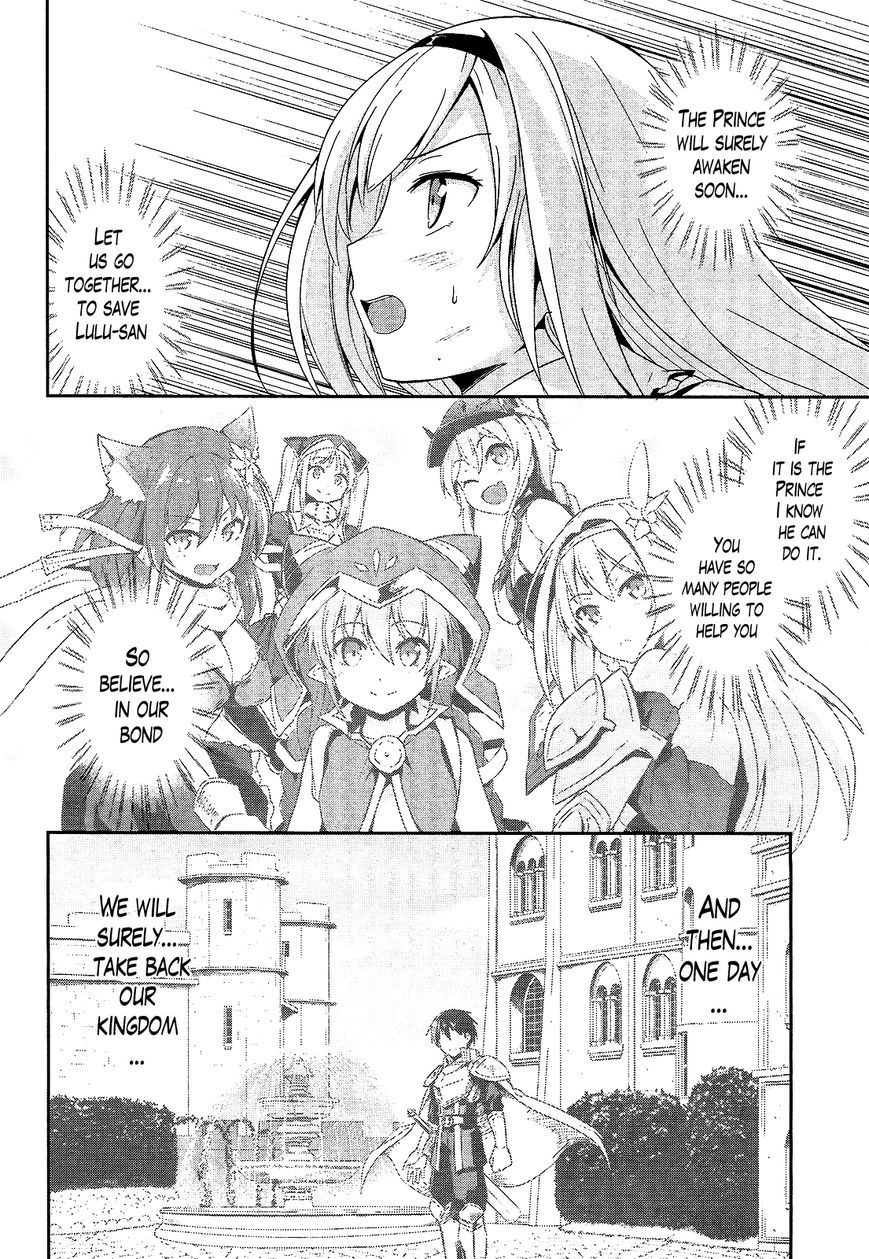 THE PRINCE
WILL SURELY
AWAKEN
SOON...
LET
US GO
TOGETHER...
TO SAVE
LULU-SAN
IF
IT IS THE
PRINCE
I KNOW
HE CAN
DO IT.
YOU
HAVE SO
MANY PEOPLE
WILLING TO
HELP YOU
SO
BELIEVE...
IN OUR
BOND
AND
THEN...
ONE DAY
...
WE WILL
SURELY...
TAKE BACK
OUR
KINGDOM
...